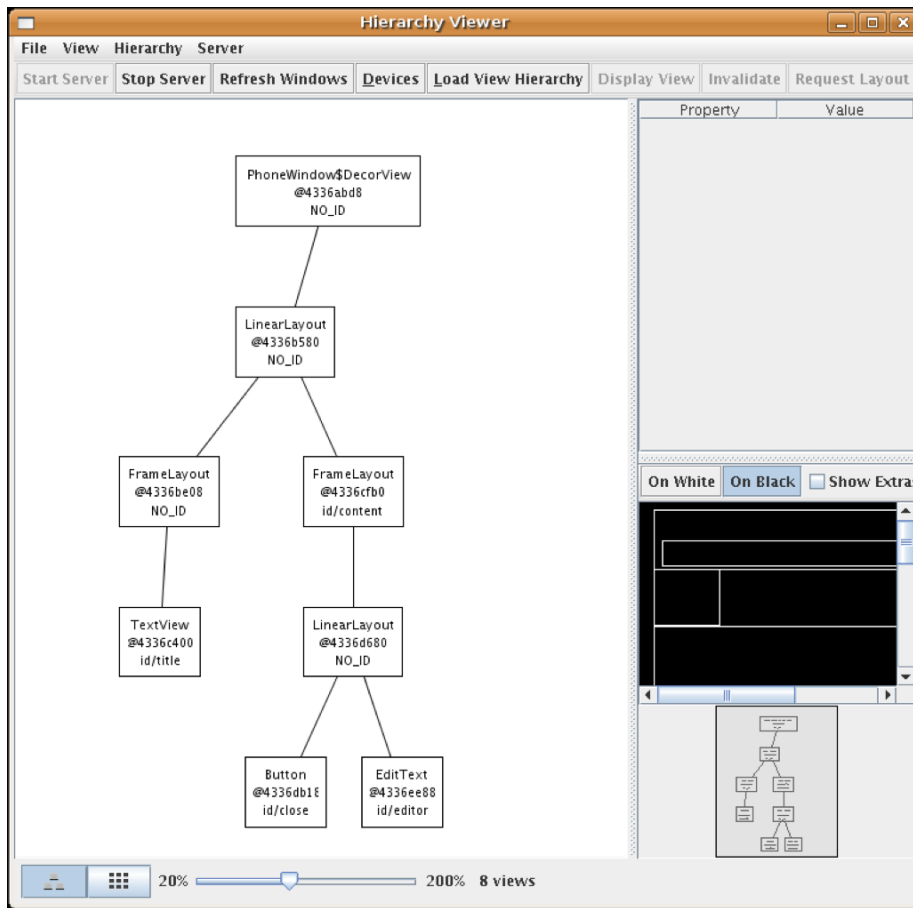 Hierarchy Viewer
File View Hierarchy Server
Start Server Stop Server Refresh Windows Devices Load View Hierarchy Display View Invalidate Request Layout
Property Value
PhoneWindow$DecorView
@4336abd8
NO_ID
LinearLayout
@4336b580
NO_ID
FrameLayout
@4336be08
NO_ID
FrameLayout
@4336cfb0
id/content
TextView
@4336c400
id/title
LinearLayout
@4336d680
NO_ID
Button
@4336db18
id/close
EditText
@4336ee88
id/editor
On White On Black Show Extras
20% 200% 8 views